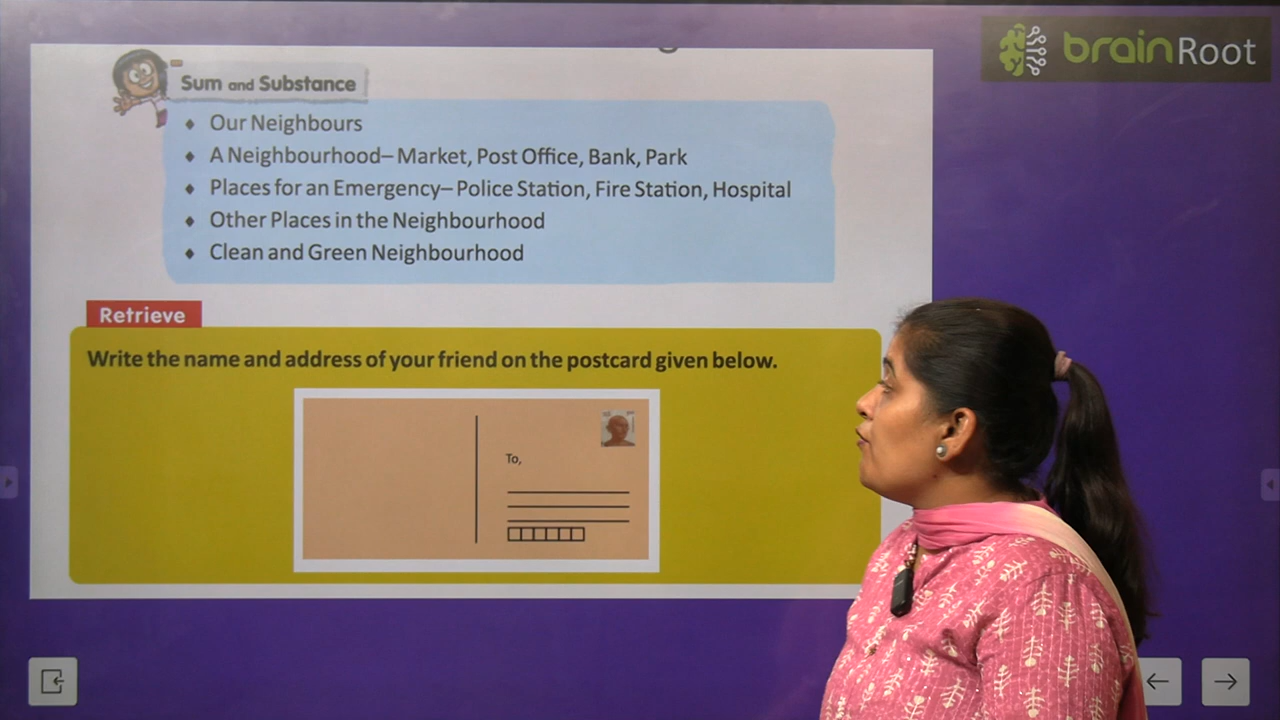 brainRoot
Sum and Substance
♦ Our Neighbours
♦ A Neighbourhood– Market, Post Office, Bank, Park
♦ Places for an Emergency– Police Station, Fire Station, Hospital
♦ Other Places in the Neighbourhood
♦ Clean and Green Neighbourhood
Retrieve
Write the name and address of your friend on the postcard given below.
To,